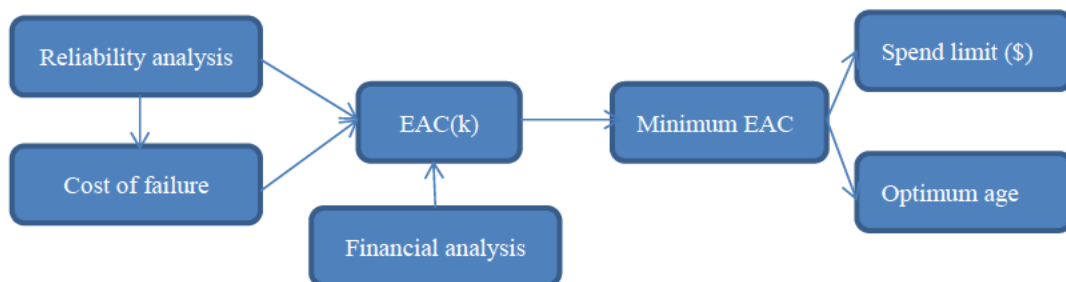 Reliability analysis
Cost of failure
EAC(k)
Financial analysis
Minimum EAC
Spend limit ($)
Optimum age